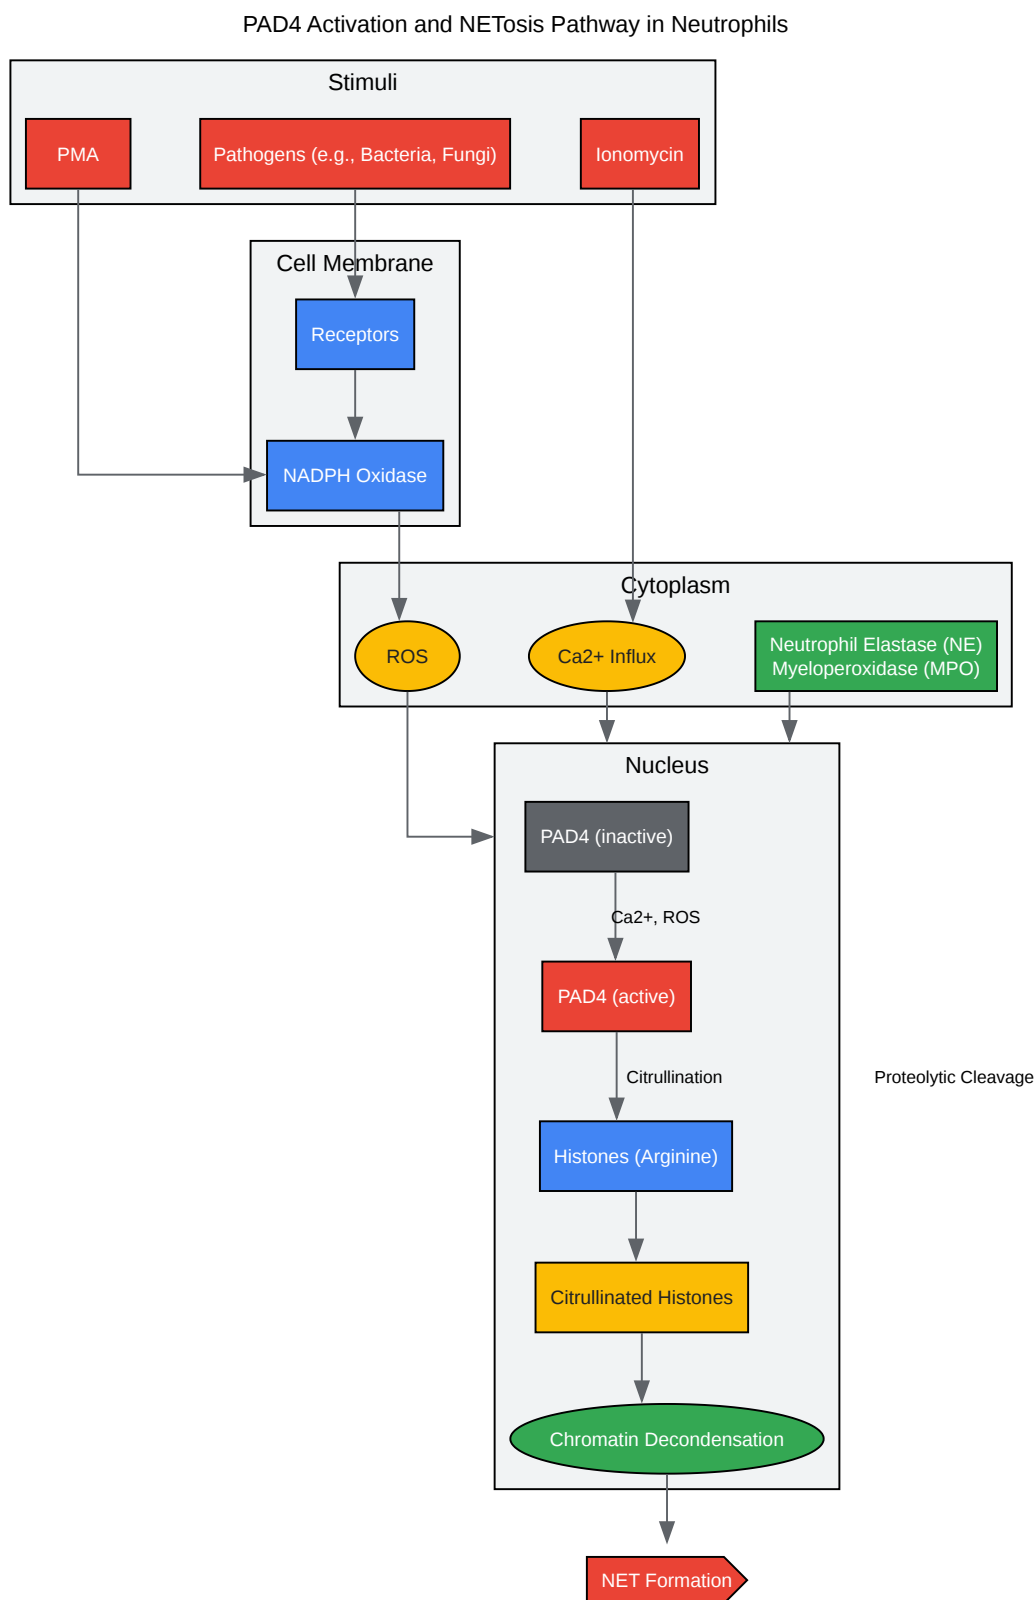 PAD4 Activation and NETosis Pathway in Neutrophils
Stimuli
PMA
Pathogens (e.g., Bacteria, Fungi)
Ionomycin
Cell Membrane
Receptors
NADPH Oxidase
Cytoplasm
ROS
Ca2+ Influx
Neutrophil Elastase (NE)
Myeloperoxidase (MPO)
Nucleus
PAD4 (inactive)
Ca2+, ROS
PAD4 (active)
Citrullination
Proteolytic Cleavage
Histones (Arginine)
Citrullinated Histones
Chromatin Decondensation
NET Formation